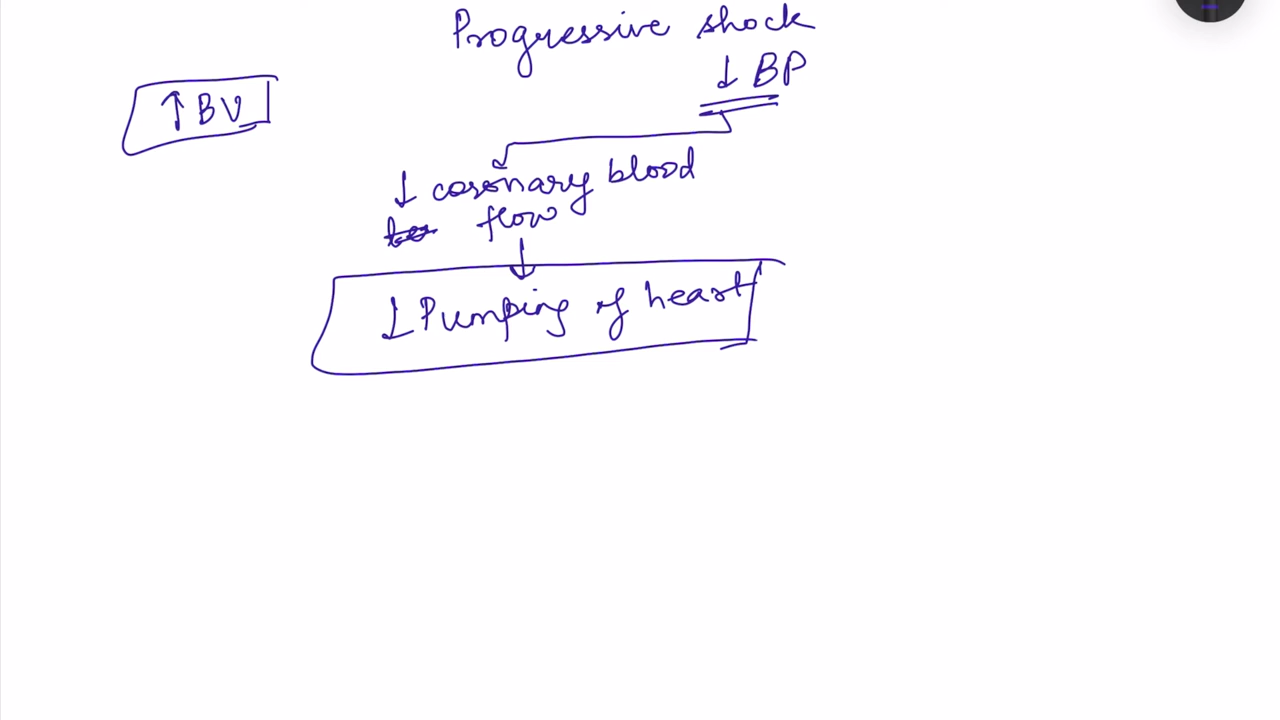 Progressive shock
↓ BP
↑ BV
↓ coronary blood
flow
↓ Pumping of heart